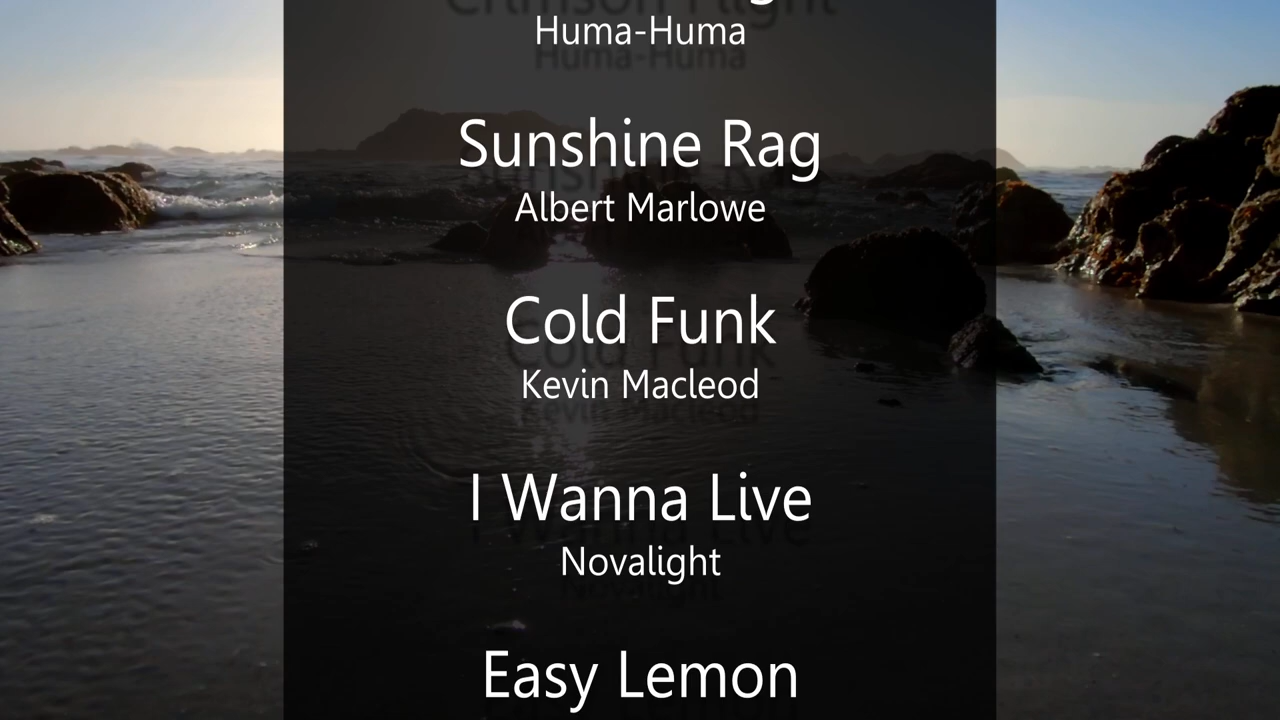 Huma-Huma
Sunshine Rag
Albert Marlowe
Cold Funk
Kevin Macleod
I Wanna Live
Novalight
Easy Lemon